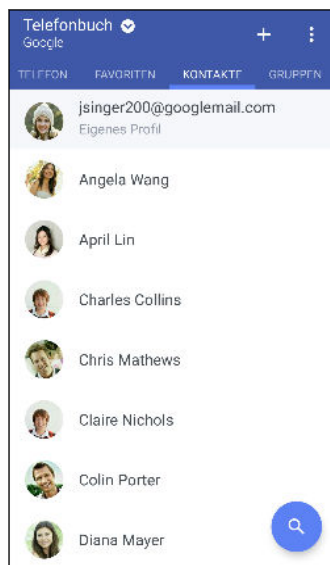 Telefonbuch
Google
TELEFON FAVORITEN KONTAKTE GRUPPEN
jsinger200@googlemail.com
Eigenes Profil
Angela Wang
April Lin
Charles Collins
Chris Mathews
Claire Nichols
Colin Porter
Diana Mayer